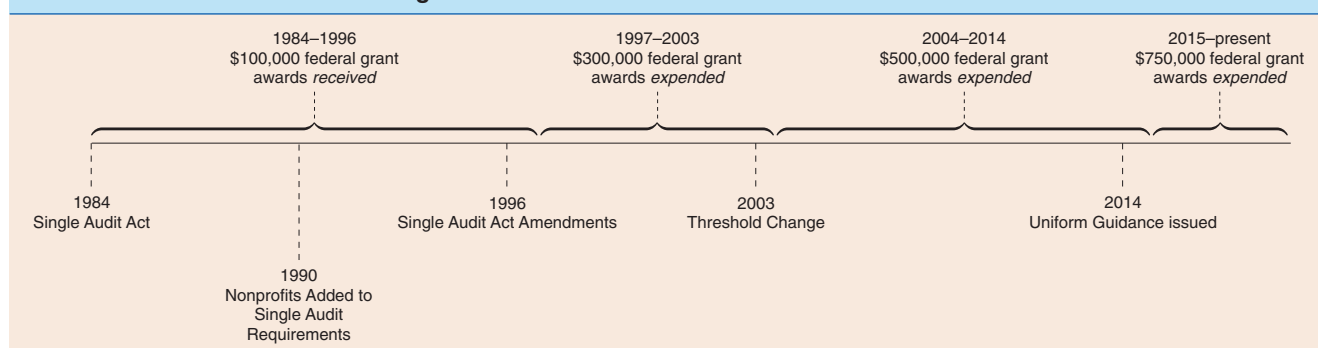 1984–1996
$100,000 federal grant
awards received
1997–2003
$300,000 federal grant
awards expended
2004–2014
$500,000 federal grant
awards expended
2015–present
$750,000 federal grant
awards expended
1984
Single Audit Act
1990
Nonprofits Added to
Single Audit
Requirements
1996
Single Audit Act Amendments
2003
Threshold Change
2014
Uniform Guidance issued